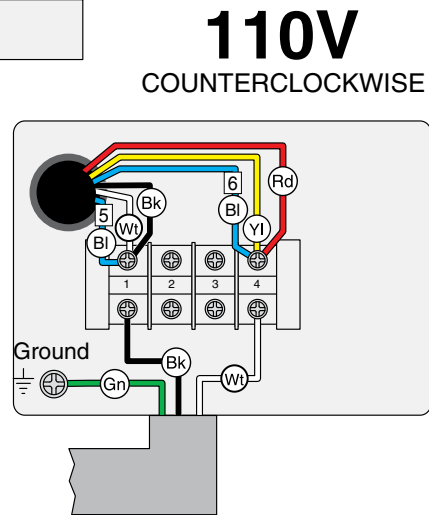 110V
COUNTERCLOCKWISE
6
Rd
Bk
5
Bl
Wt
Yl
Bl
1 2 3 4
Ground
Bk
Gn
Wt